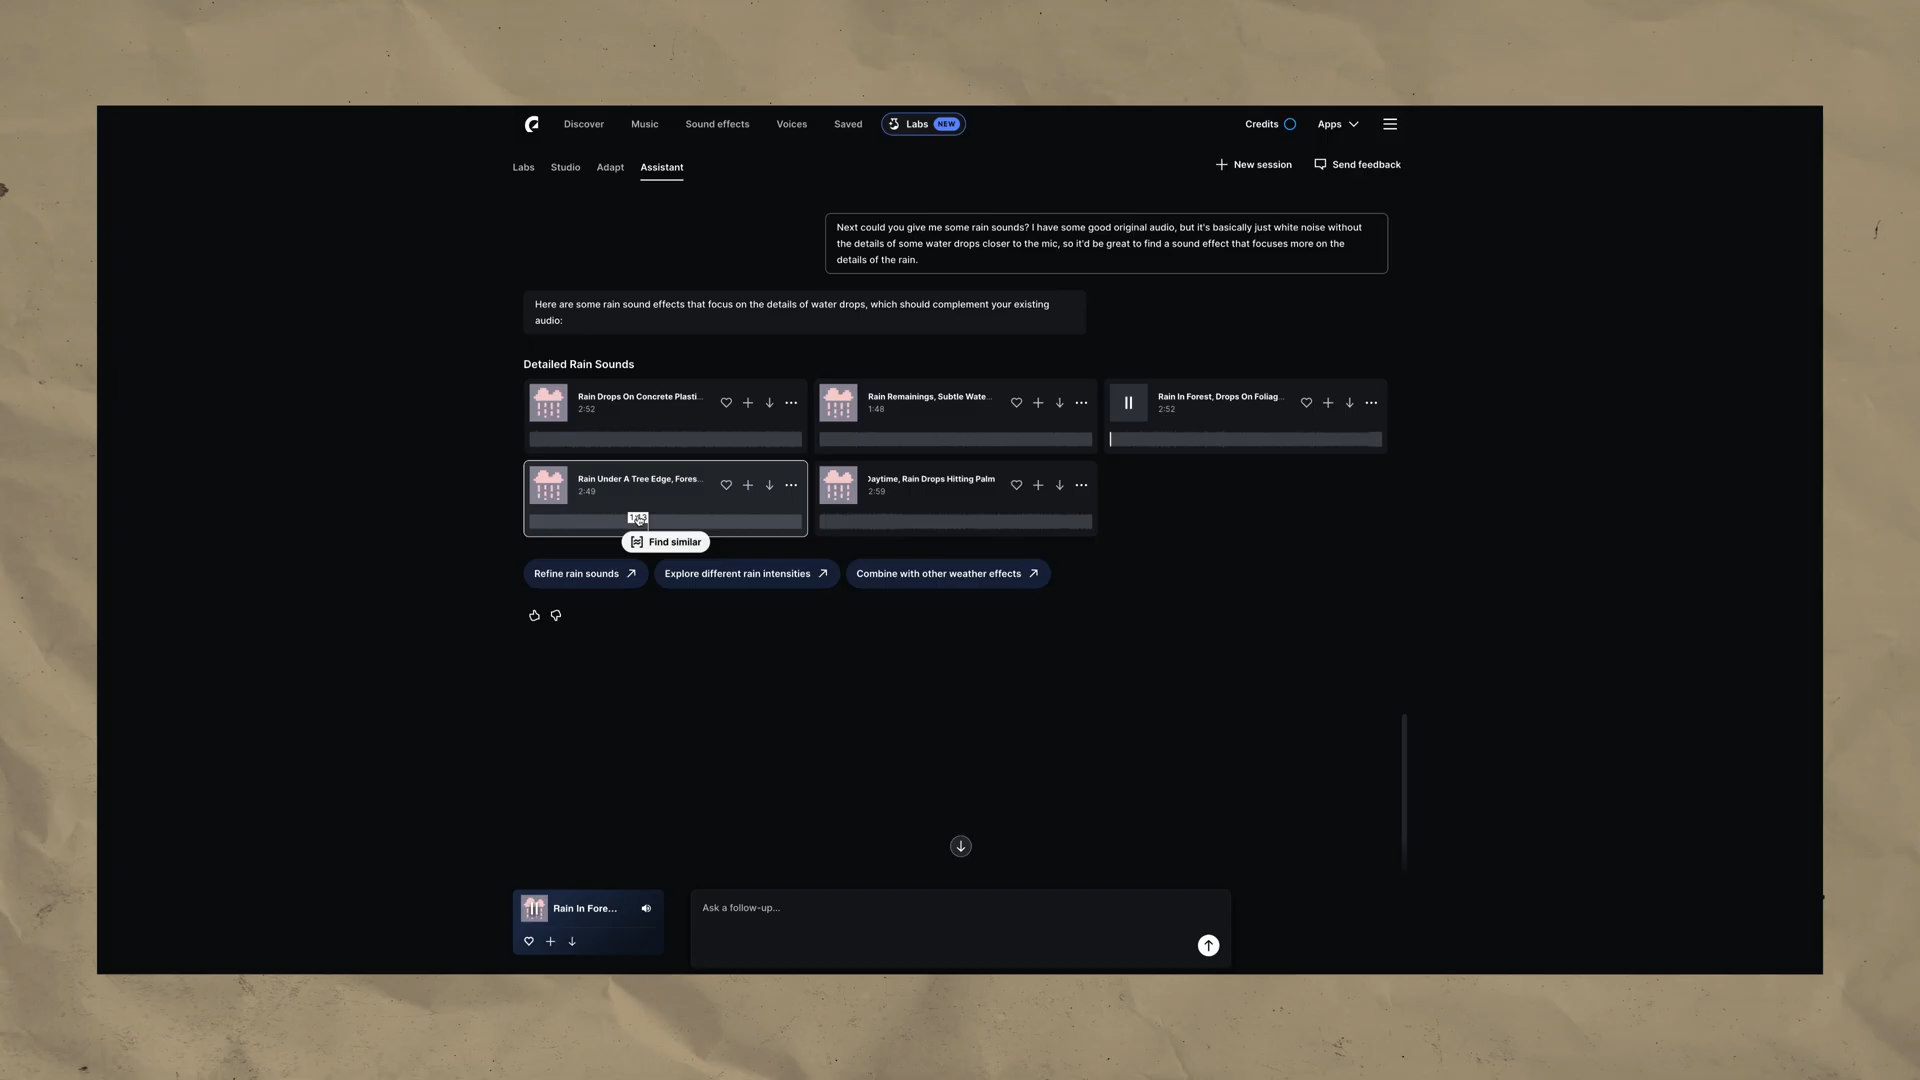 Discover
Music
Sound effects
Voices
Saved
Labs
NEW
Credits
Apps
Labs
Studio
Adapt
Assistant
New session
Send feedback
Next could you give me some rain sounds? I have some good original audio, but it's basically just white noise without
the details of some water drops closer to the mic, so it'd be great to find a sound effect that focuses more on the
details of the rain.
Here are some rain sound effects that focus on the details of water drops, which should complement your existing
audio:
Detailed Rain Sounds
Rain Drops On Concrete Plasti...
2:52
Rain Remainings, Subtle Wate...
1:48
Rain In Forest, Drops On Foliag...
2:52
Rain Under A Tree Edge, Fores...
2:49
Daytime, Rain Drops Hitting Palm
2:59
Find similar
Refine rain sounds
Explore different rain intensities
Combine with other weather effects
Rain In Fore...
Ask a follow-up...